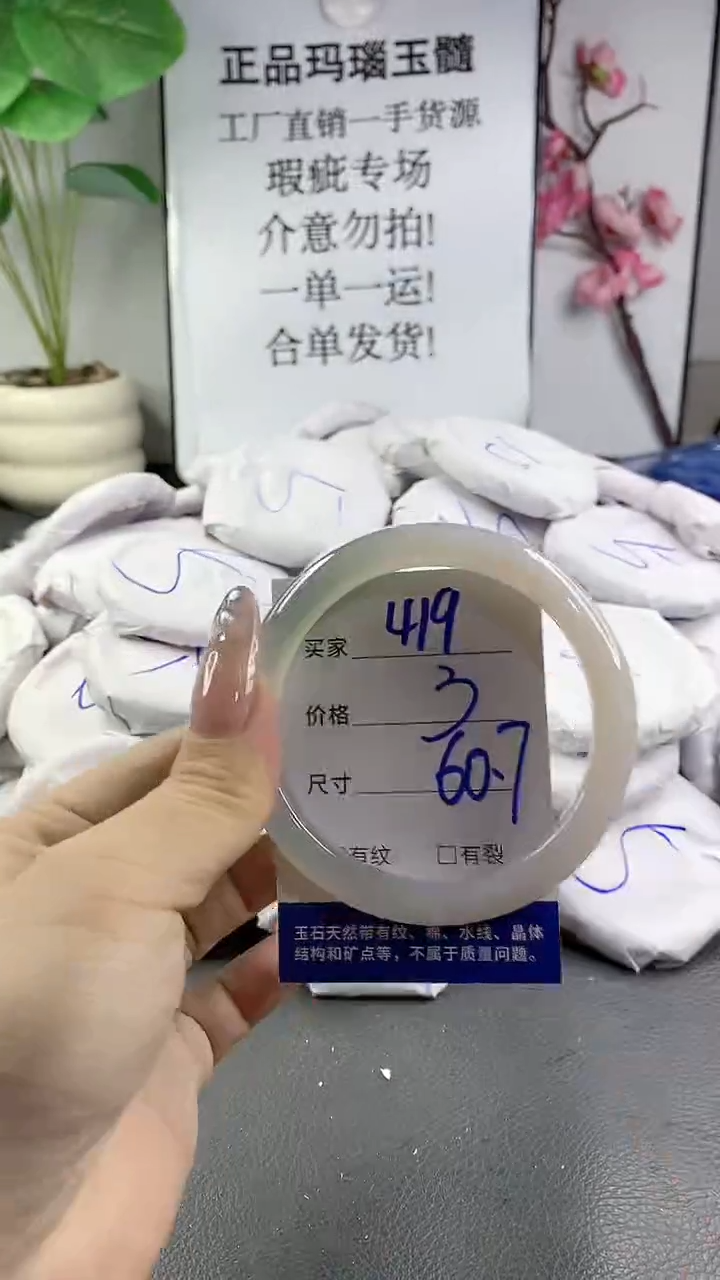 正品玛瑙玉髓
工厂直销一手货源
瑕疵专场
介意勿拍!
一单一运!
合单发货!
买家 419
价格 3
尺寸 60.7
有纹 □有裂
玉石天然带有纹、棉、水线、晶体
结构和矿点等，不属于质量问题。